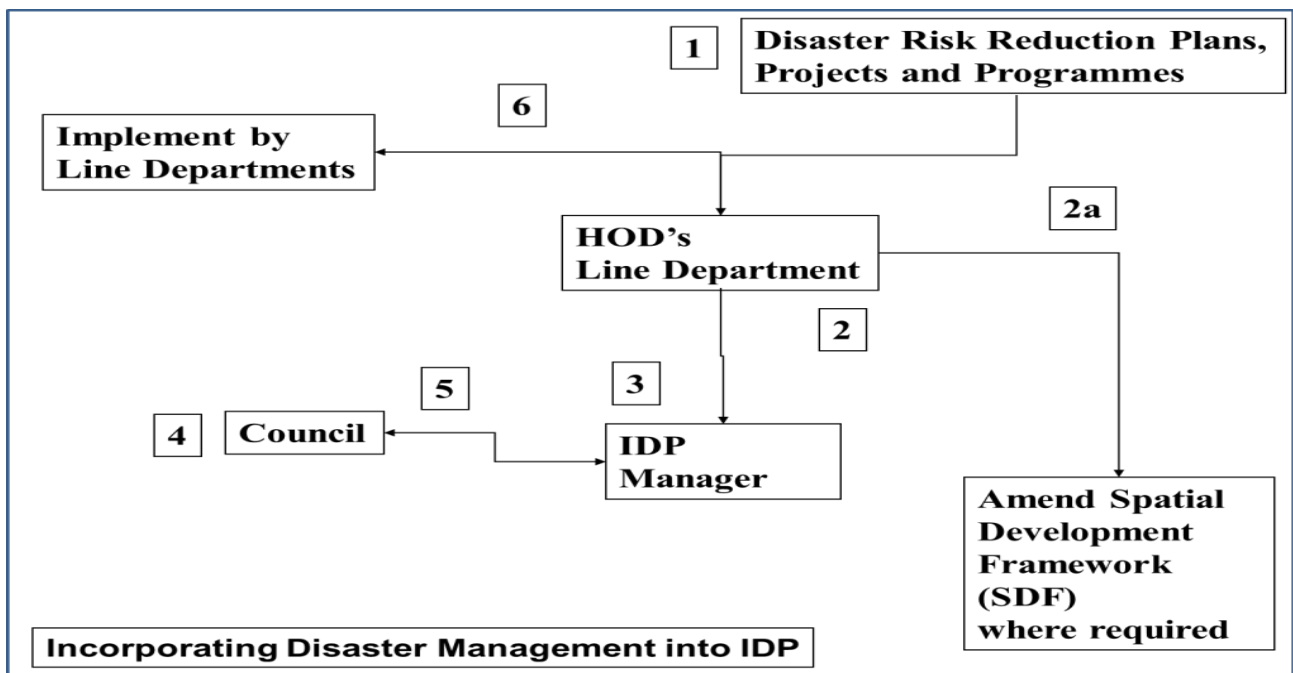 1
Disaster Risk Reduction Plans,
Projects and Programmes
6
Implement by
Line Departments
2a
HOD's
Line Department
2
3
5
4
Council
IDP
Manager
Amend Spatial
Development
Framework
(SDF)
where required
Incorporating Disaster Management into IDP